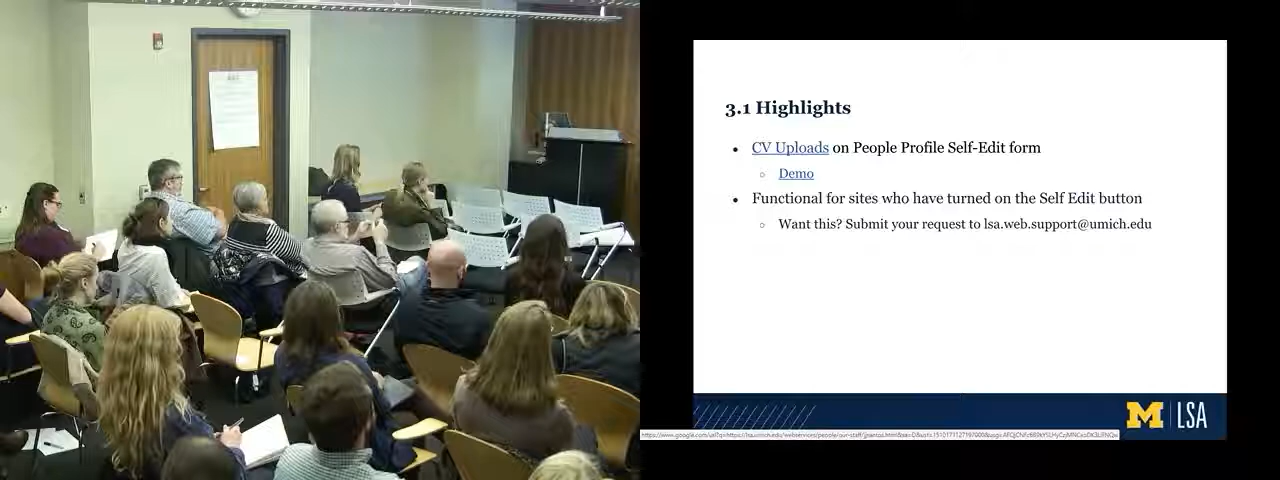 3.1 Highlights
CV Uploads on People Profile Self-Edit form
Demo
Functional for sites who have turned on the Self Edit button
Want this? Submit your request to lsa.web.support@umich.edu
M LSA